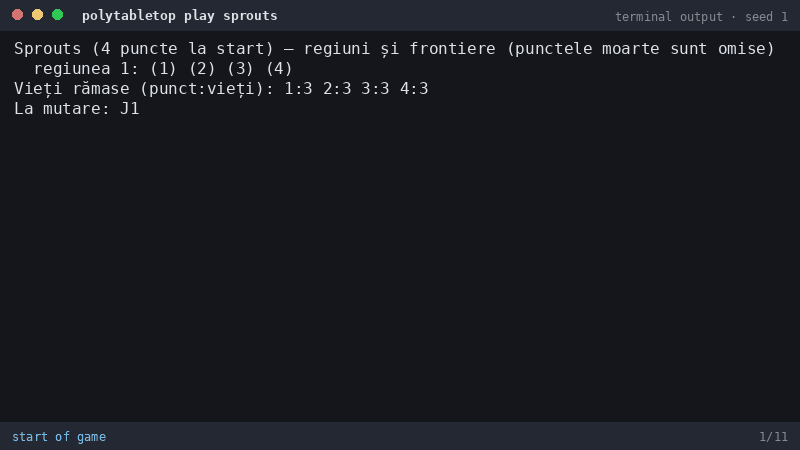 polytabletop play sprouts
terminal output · seed 1
Sprouts (4 puncte la start) — regiuni și frontiere (punctele moarte sunt omise)
regiunea 1: (1) (2) (3) (4)
Vieți rămase (punct:vieți): 1:3 2:3 3:3 4:3
La mutare: J1
start of game
1/11